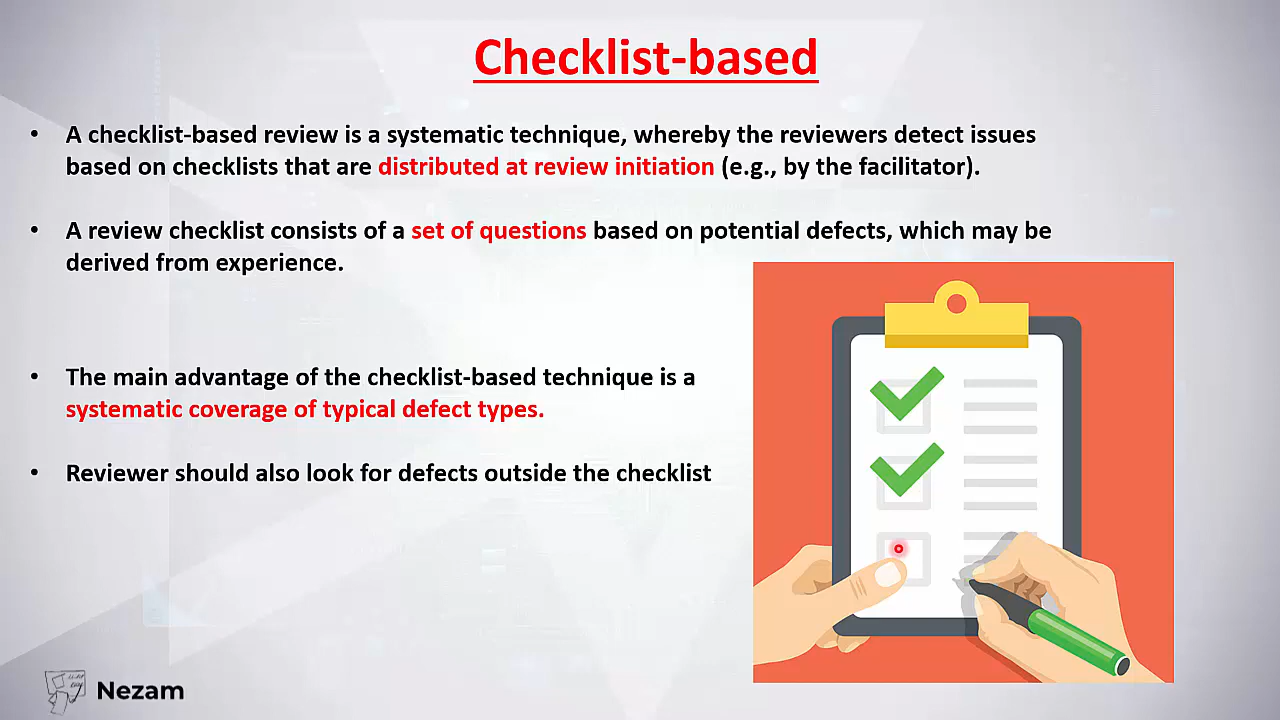 Checklist-based
• A checklist-based review is a systematic technique, whereby the reviewers detect issues
based on checklists that are distributed at review initiation (e.g., by the facilitator).
• A review checklist consists of a set of questions based on potential defects, which may be
derived from experience.
• The main advantage of the checklist-based technique is a
systematic coverage of typical defect types.
• Reviewer should also look for defects outside the checklist
Nezam